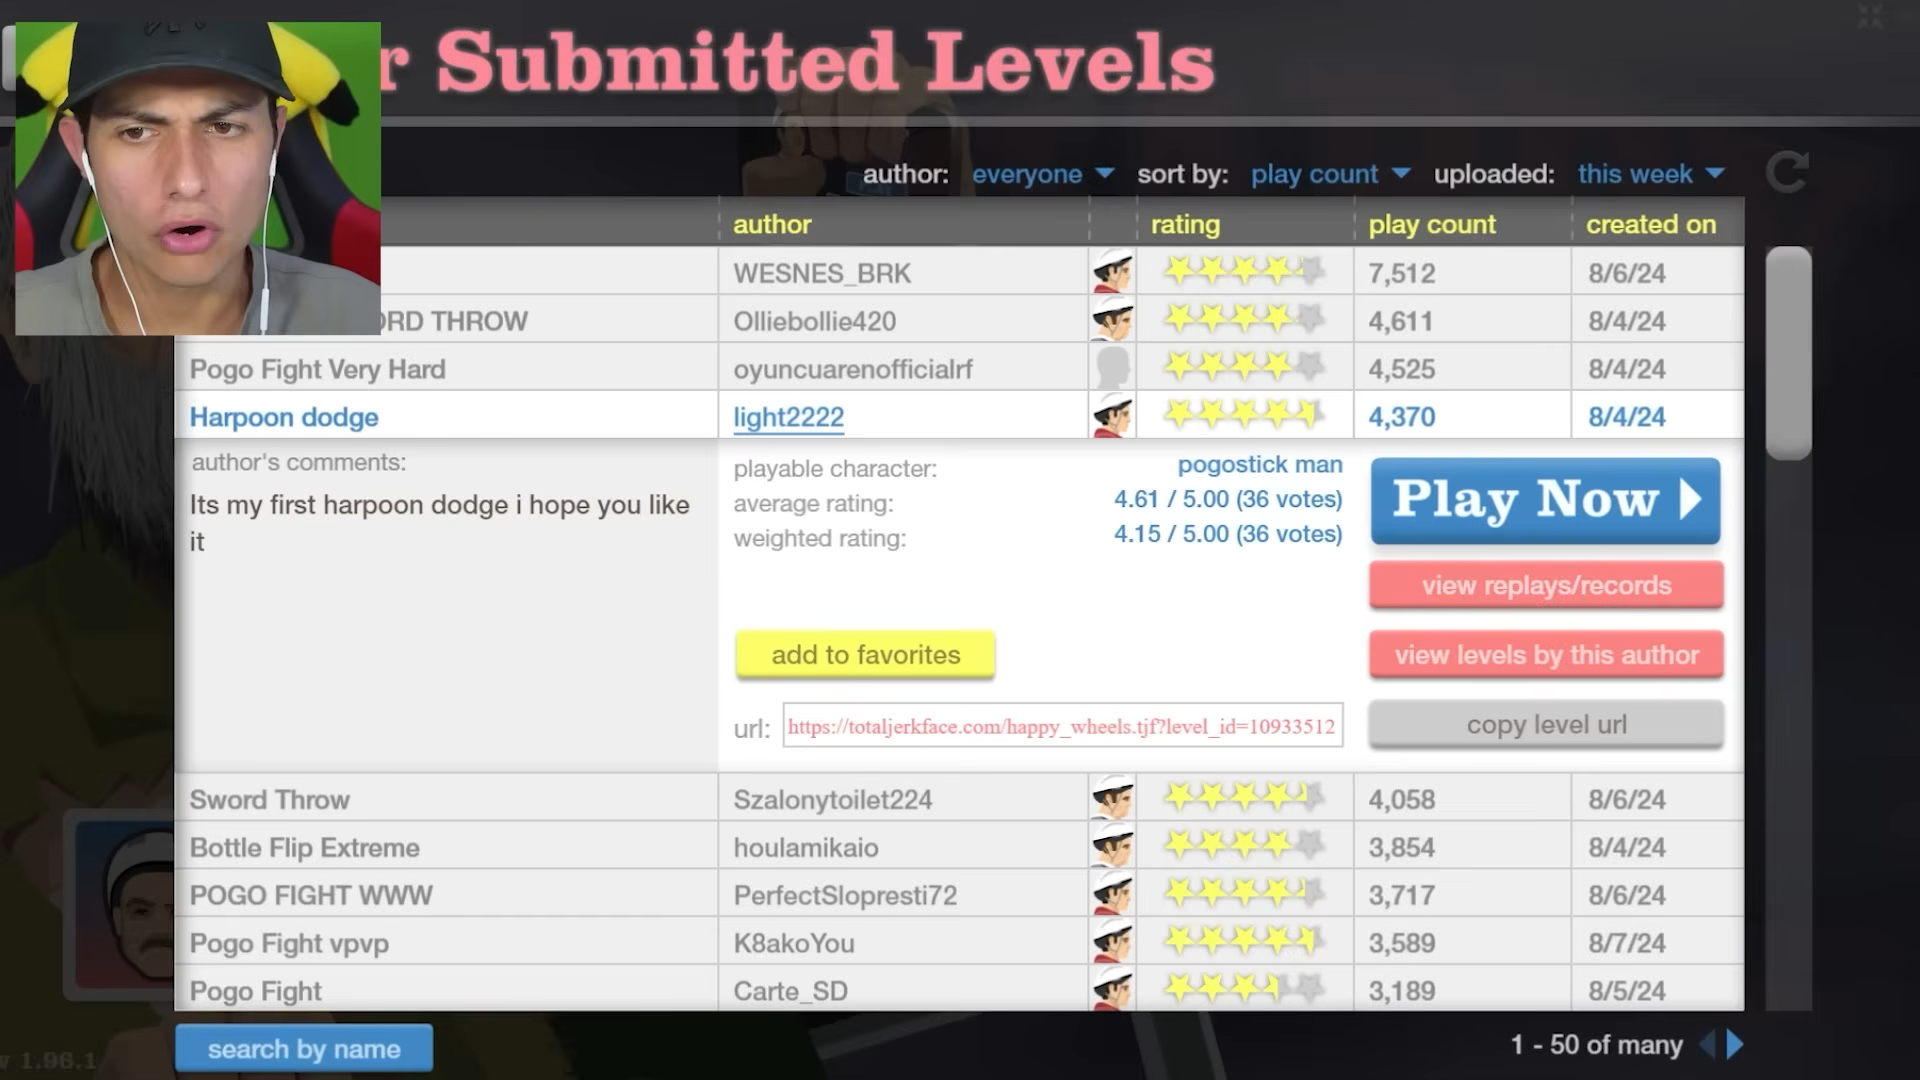 Submitted Levels
author: everyone sort by: play count uploaded: this week
author rating play count created on
WESNES_BRK 7,512 8/6/24
THROW Olliebollie420 4,611 8/4/24
Pogo Fight Very Hard oyuncuarenofficialrf 4,525 8/4/24
Harpoon dodge light2222 4,370 8/4/24
author's comments:
Its my first harpoon dodge i hope you like
it
playable character: pogostick man
average rating: 4.61 / 5.00 (36 votes)
weighted rating: 4.15 / 5.00 (36 votes)
Play Now
view replays/records
add to favorites
view levels by this author
url: https://totaljerkface.com/happy_wheels.tjf?level_id=10933512
copy level url
Sword Throw Szalonytoilet224 4,058 8/6/24
Bottle Flip Extreme houlamikaio 3,854 8/4/24
POGO FIGHT WWW PerfectSlopresti72 3,717 8/6/24
Pogo Fight vpvp K8akoYou 3,589 8/7/24
Pogo Fight Carte_SD 3,189 8/5/24
search by name
1 - 50 of many
v 1.96.1